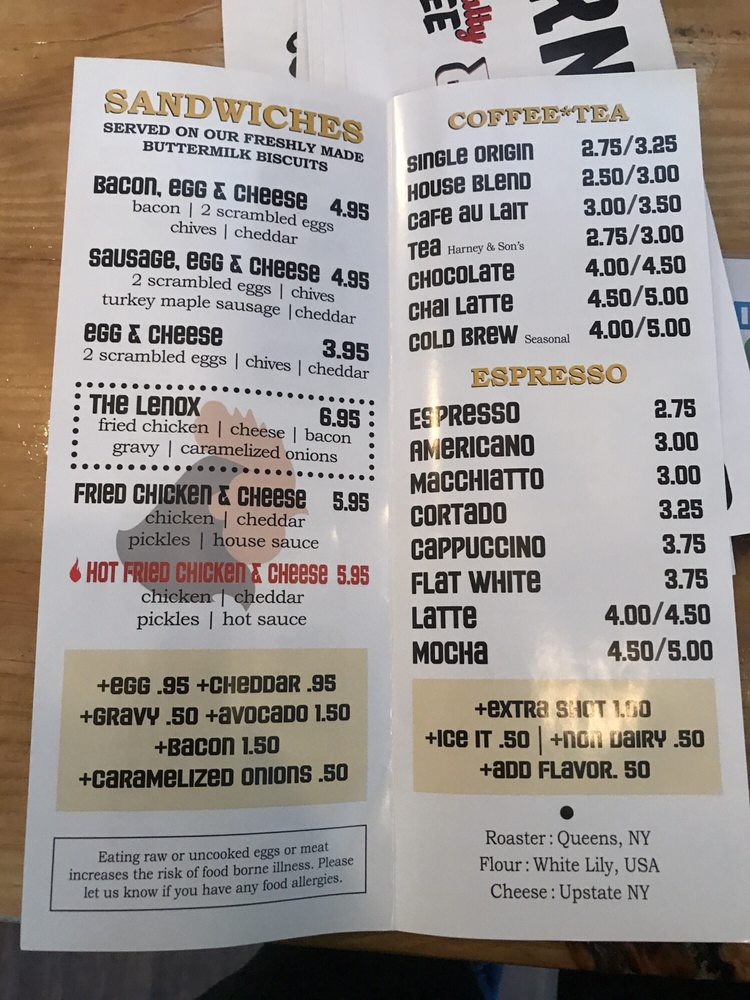 SANDWICHES
SERVED ON OUR FRESHLY MADE
BUTTERMILK BISCUITS
Bacon, egg & cheese 4.95
bacon | 2 scrambled eggs
chives | cheddar
sausage, egg & cheese 4.95
2 scrambled eggs | chives
turkey maple sausage | cheddar
egg & cheese 3.95
2 scrambled eggs | chives | cheddar
THE LENOX 6.95
fried chicken | cheese | bacon
gravy | caramelized onions
FRIED CHICKEN & CHEESE 5.95
chicken | cheddar
pickles | house sauce
HOT FRIED CHICKEN & CHEESE 5.95
chicken | cheddar
pickles | hot sauce
+egg .95 +cheddar .95
+gravy .50 +avocado 1.50
+Bacon 1.50
+caramelized onions .50
Eating raw or uncooked eggs or meat
increases the risk of food borne illness. Please
let us know if you have any food allergies.
COFFEE*TEA
SINGLE ORIGIN 2.75/3.25
HOUSE BLEND 2.50/3.00
CAFE AU LAIT 3.00/3.50
TEA Harney & Son's 2.75/3.00
CHOCOLATE 4.00/4.50
CHAI LATTE 4.50/5.00
COLD BREW Seasonal 4.00/5.00
ESPRESSO
ESPRESSO 2.75
AMERICANO 3.00
MACCHIATTO 3.00
CORTADO 3.25
CAPPUCCINO 3.75
FLAT WHITE 3.75
LATTE 4.00/4.50
MOCHA 4.50/5.00
+EXTRA SHOT 1.00
+ICE IT .50 | +NON DAIRY .50
+ADD FLAVOR. 50
Roaster : Queens, NY
Flour : White Lily, USA
Cheese : Upstate NY